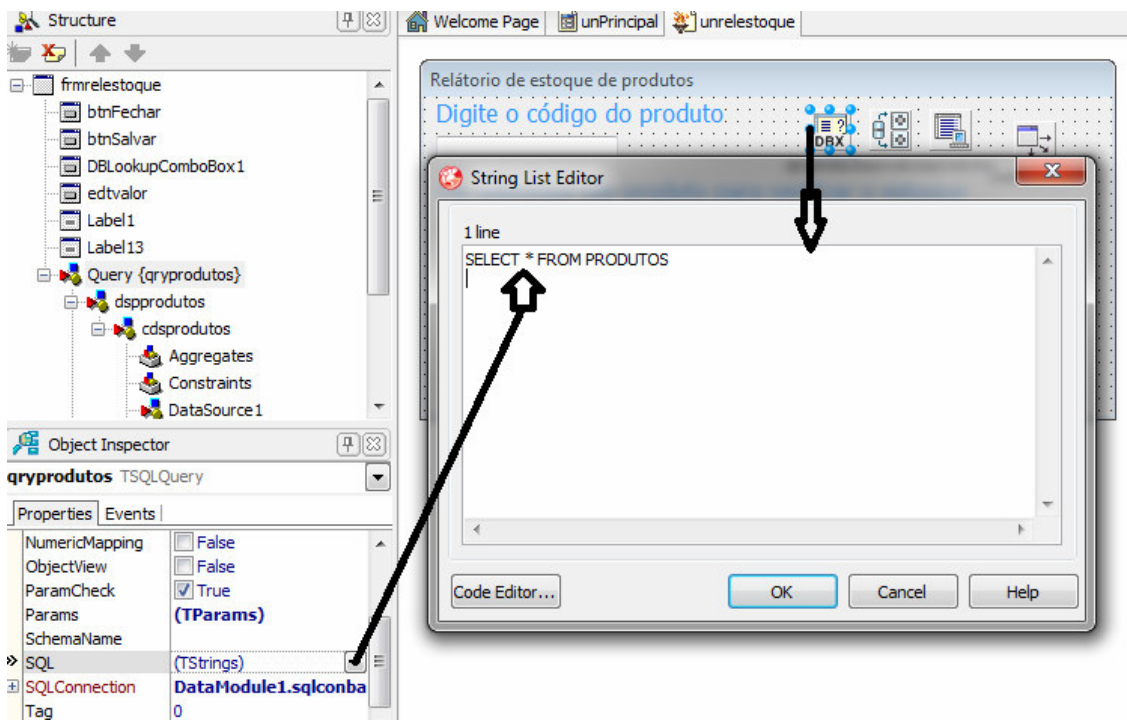 Structure
frmrelestoque
btnFechar
btnSalvar
DBLookupComboBox1
edtvalor
Label1
Label13
Query {qryprodutos}
dspprodutos
cdsprodutos
Aggregates
Constraints
DataSource1
Object Inspector
qryprodutos TSQLQuery
Properties Events
NumericMapping False
ObjectView False
ParamCheck True
Params (TParams)
SchemaName
SQL (TStrings)
SQLConnection DataModule1.sqlconba
Tag 0
Welcome Page unPrincipal unrelestoque
Relátorio de estoque de produtos
Digite o código do produto:
DBX
String List Editor
1 line
SELECT * FROM PRODUTOS
Code Editor... OK Cancel Help